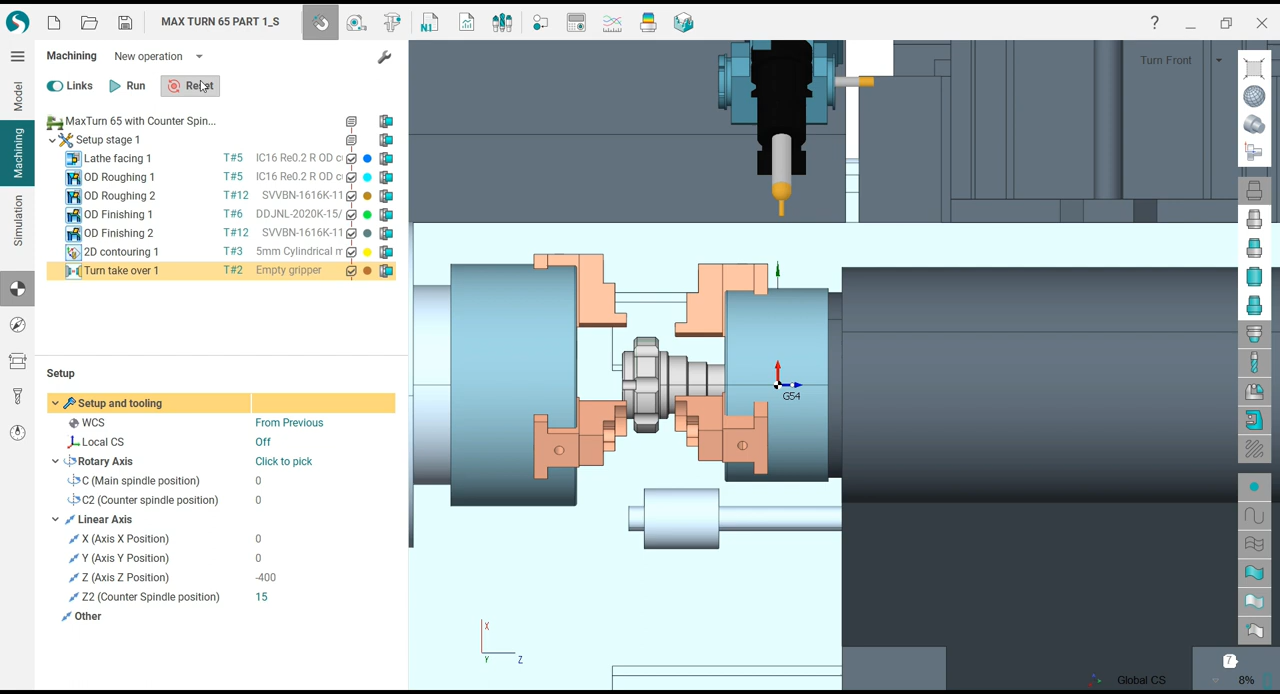 MAX TURN 65 PART 1_S
?
Machining New operation
Links Run Reset
Model
Machining
Simulation
MaxTurn 65 with Counter Spin...
Setup stage 1
Lathe facing 1 T#5 IC16 Re0.2 R OD c
OD Roughing 1 T#5 IC16 Re0.2 R OD c
OD Roughing 2 T#12 SVVBN-1616K-11
OD Finishing 1 T#6 DDJNL-2020K-15/
OD Finishing 2 T#12 SVVBN-1616K-11
2D contouring 1 T#3 5mm Cylindrical m
Turn take over 1 T#2 Empty gripper
Setup
Setup and tooling
WCS From Previous
Local CS Off
Rotary Axis Click to pick
C (Main spindle position) 0
C2 (Counter spindle position) 0
Linear Axis
X (Axis X Position) 0
Y (Axis Y Position) 0
Z (Axis Z Position) -400
Z2 (Counter Spindle position) 15
Other
Turn Front
G54
X
Y Z
7
Global CS 8%